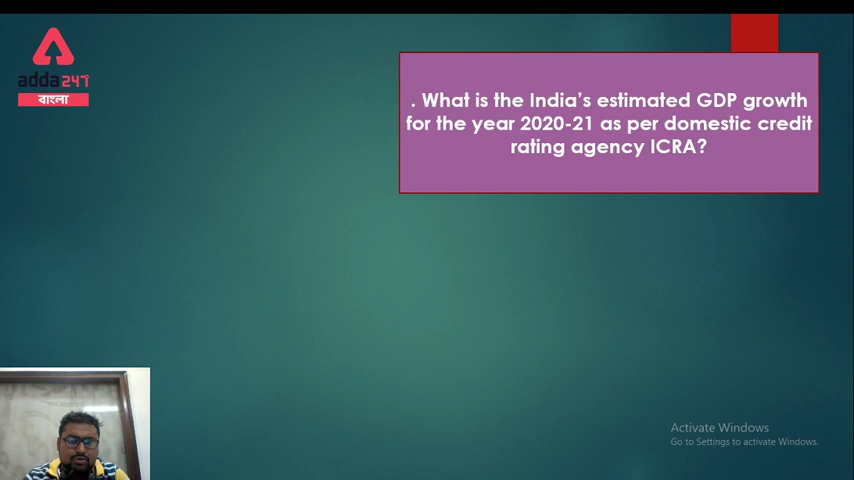 adda247
বাংলা
. What is the India's estimated GDP growth
for the year 2020-21 as per domestic credit
rating agency ICRA?
Activate Windows
Go to Settings to activate Windows.